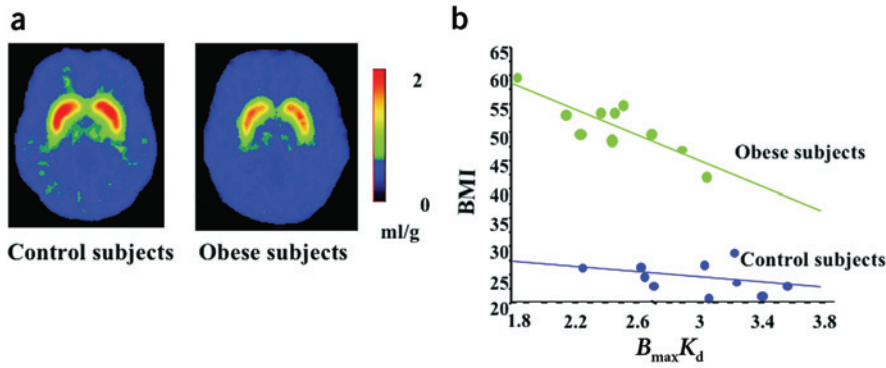 a
2
0
ml/g
Control subjects
Obese subjects
b
65
60
55
50
45
40
35
30
25
20
BMI
Obese subjects
Control subjects
1.8
2.2
2.6
3
3.4
3.8
BmaxKd